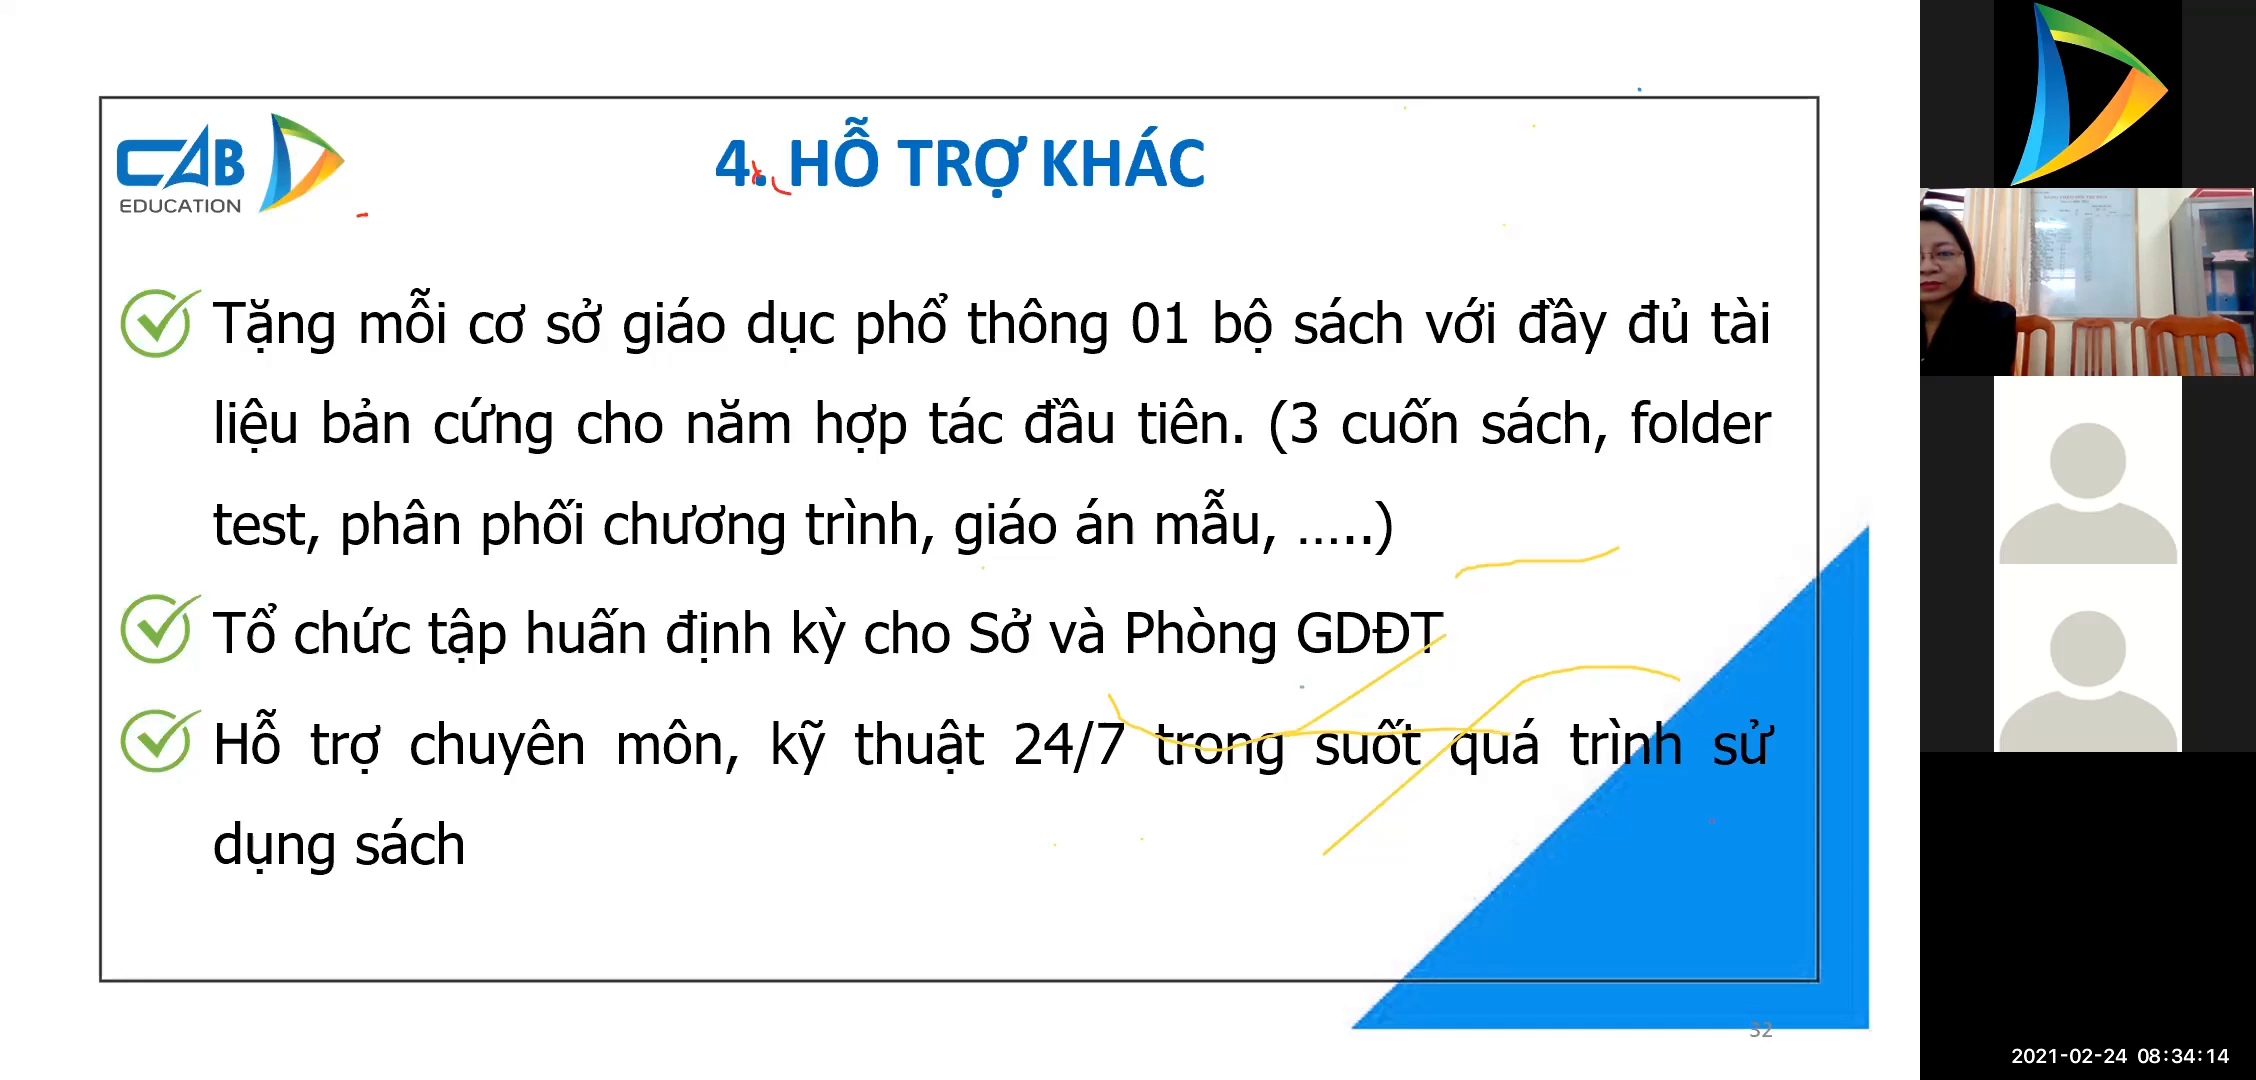 CAB
EDUCATION
4. HỖ TRỢ KHÁC
Tặng mỗi cơ sở giáo dục phổ thông 01 bộ sách với đầy đủ tài
liệu bản cứng cho năm hợp tác đầu tiên. (3 cuốn sách, folder
test, phân phối chương trình, giáo án mẫu, …..)
Tổ chức tập huấn định kỳ cho Sở và Phòng GDĐT
Hỗ trợ chuyên môn, kỹ thuật 24/7 trong suốt quá trình sử
dụng sách
32
2021-02-24 08:34:14